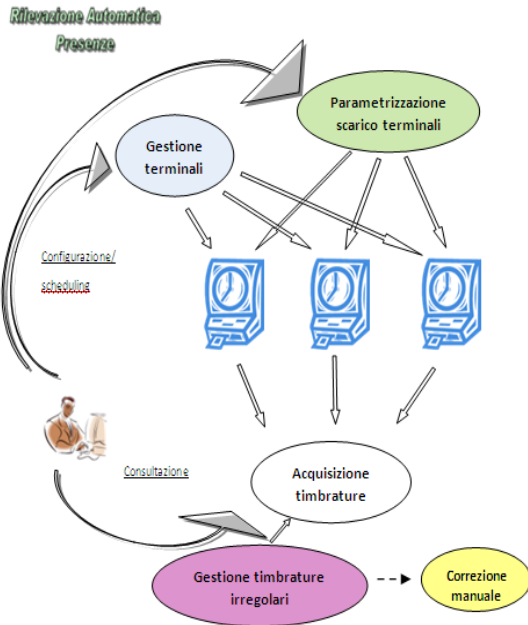 Rilevazione Automatica
Presenze
Parametrizzazione
scarico terminali
Gestione
terminali
Configurazione/
scheduling
Consultazione
Acquisizione
timbrature
Gestione timbrature
irregolari
Correzione
manuale